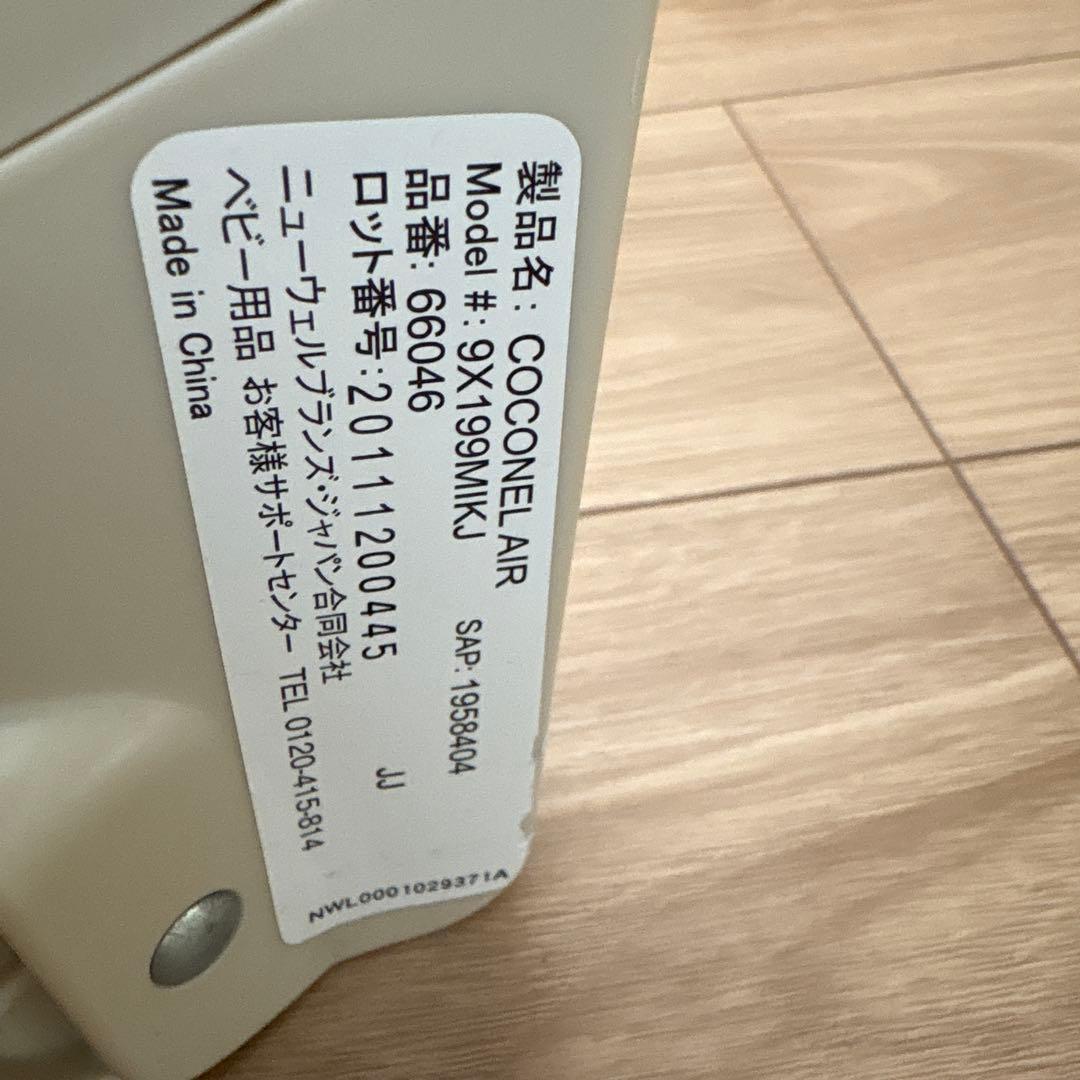 製品名: COCONEL AIR
Model #: 9X199MIKJ SAP: 1958404
品番: 66046
ロット番号:2011120​0445 JJ
ニューウェルブランズ・ジャパン合同会社
ベビー用品 お客様サポートセンター TEL 0120-415-814
Made in China
NWL0001029371A